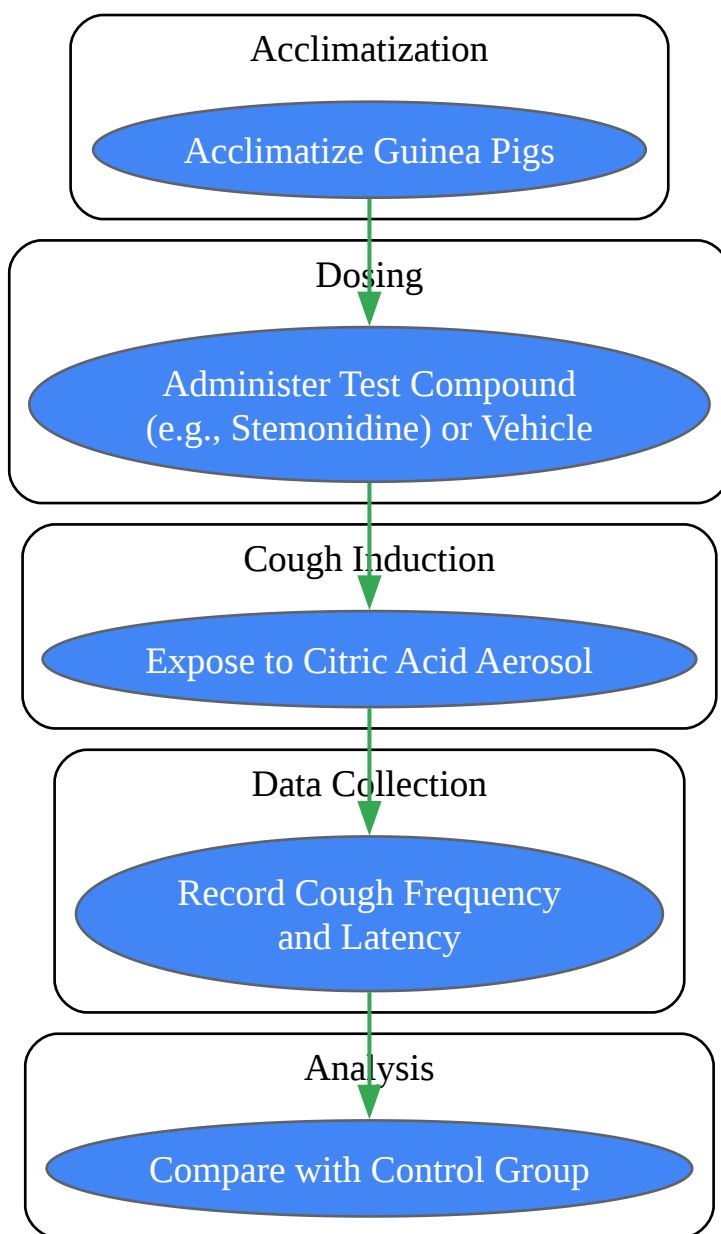 Acclimatization
Acclimatize Guinea Pigs
Dosing
Administer Test Compound
(e.g., Stemonidine) or Vehicle
Cough Induction
Expose to Citric Acid Aerosol
Data Collection
Record Cough Frequency
and Latency
Analysis
Compare with Control Group